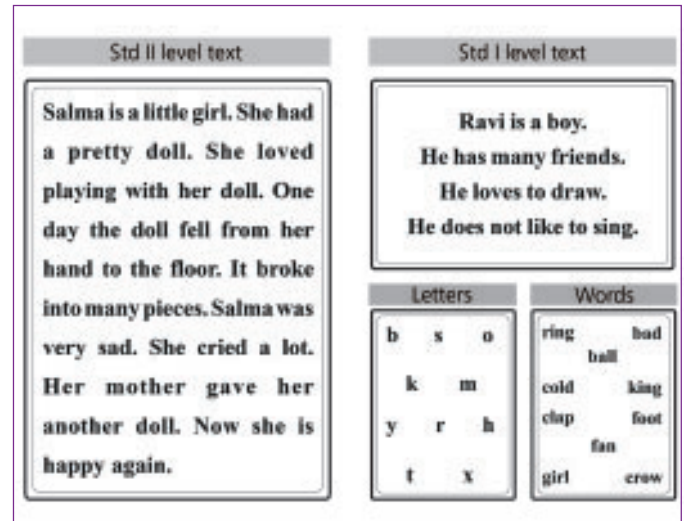 Std II level text
Salma is a little girl. She had
a pretty doll. She loved
playing with her doll. One
day the doll fell from her
hand to the floor. It broke
into many pieces. Salma was
very sad. She cried a lot.
Her mother gave her
another doll. Now she is
happy again.
Std I level text
Ravi is a boy.
He has many friends.
He loves to draw.
He does not like to sing.
Letters
b s o
k m
y r h
t x
Words
ring bad
ball
cold king
clap foot
fan
girl crow